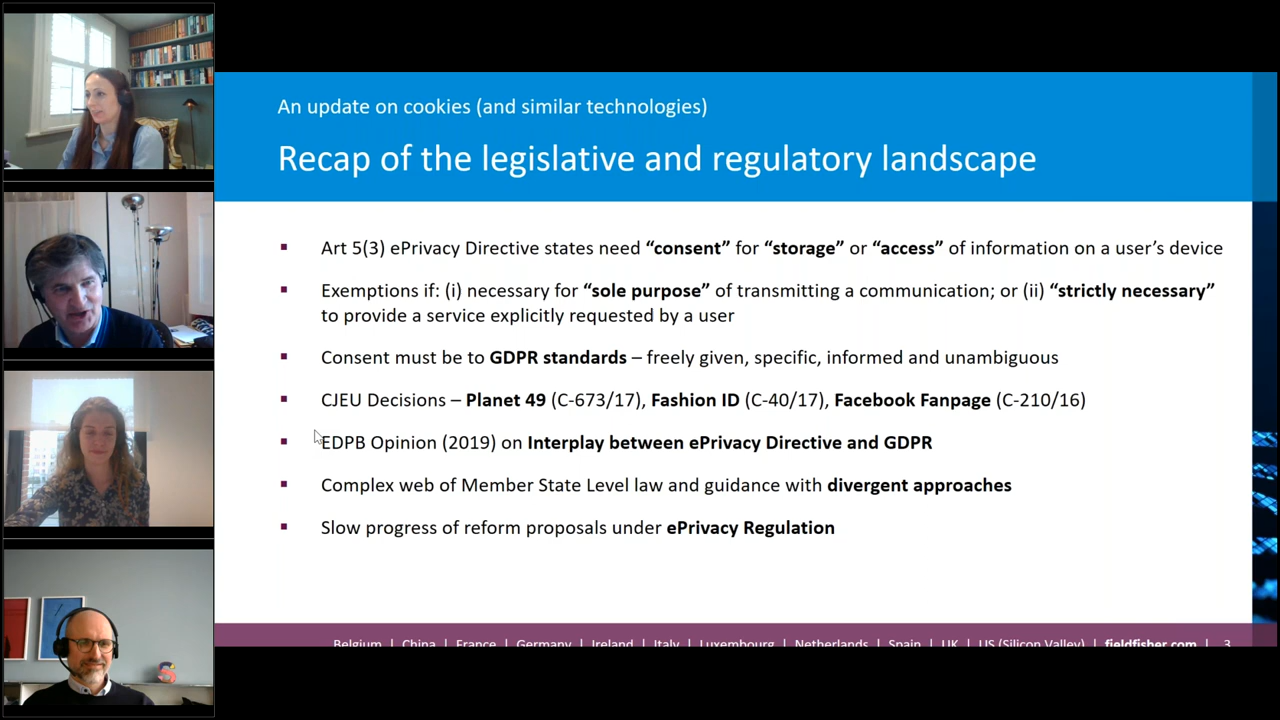 An update on cookies (and similar technologies)
Recap of the legislative and regulatory landscape
Art 5(3) ePrivacy Directive states need “consent” for “storage” or “access” of information on a user’s device
Exemptions if: (i) necessary for “sole purpose” of transmitting a communication; or (ii) “strictly necessary”
to provide a service explicitly requested by a user
Consent must be to GDPR standards – freely given, specific, informed and unambiguous
CJEU Decisions – Planet 49 (C-673/17), Fashion ID (C-40/17), Facebook Fanpage (C-210/16)
EDPB Opinion (2019) on Interplay between ePrivacy Directive and GDPR
Complex web of Member State Level law and guidance with divergent approaches
Slow progress of reform proposals under ePrivacy Regulation
Belgium | China | France | Germany | Ireland | Italy | Luxembourg | Netherlands | Spain | UK | US (Silicon Valley) | fieldfisher.com | 3